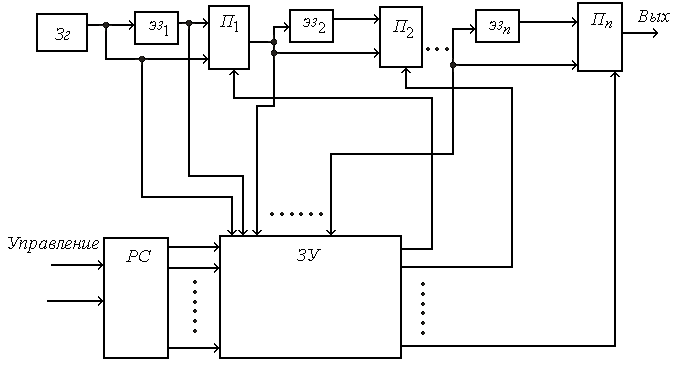 Зг
эз1
П1
эз2
П2
эзn
Пn
Вых
Управление
РС
ЗУ